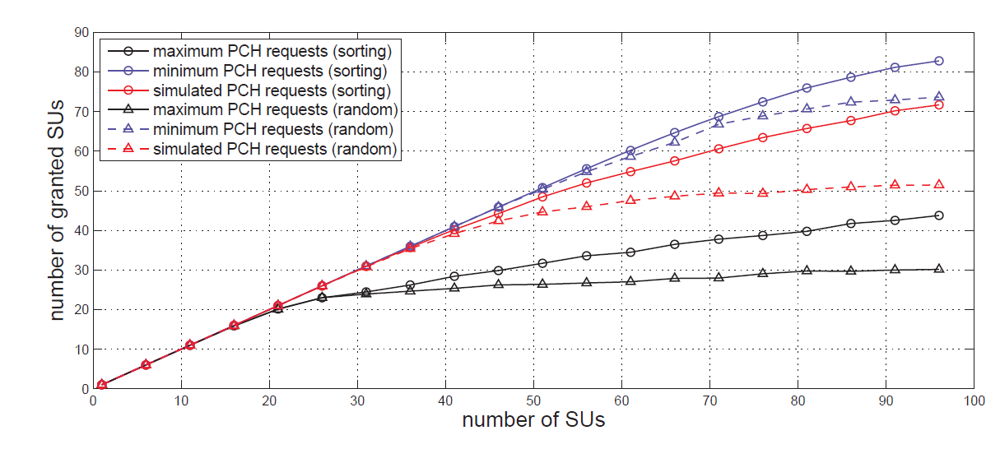 90
80
70
60
50
40
30
20
10
0
number of granted SUs
maximum PCH requests (sorting)
minimum PCH requests (sorting)
simulated PCH requests (sorting)
maximum PCH requests (random)
minimum PCH requests (random)
simulated PCH requests (random)
0 10 20 30 40 50 60 70 80 90 100
number of SUs